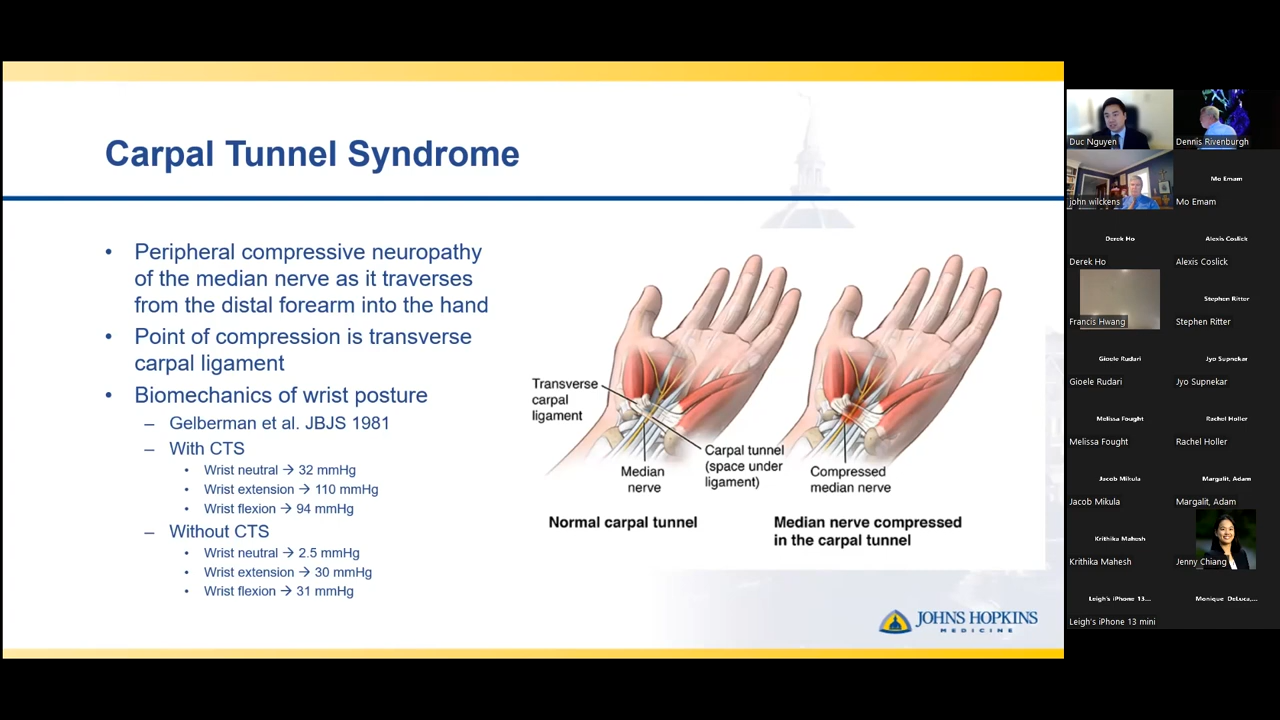 Carpal Tunnel Syndrome
• Peripheral compressive neuropathy
of the median nerve as it traverses
from the distal forearm into the hand
• Point of compression is transverse
carpal ligament
• Biomechanics of wrist posture
– Gelberman et al. JBJS 1981
– With CTS
• Wrist neutral → 32 mmHg
• Wrist extension → 110 mmHg
• Wrist flexion → 94 mmHg
– Without CTS
• Wrist neutral → 2.5 mmHg
• Wrist extension → 30 mmHg
• Wrist flexion → 31 mmHg
Transverse
carpal
ligament
Median
nerve
Carpal tunnel
(space under
ligament)
Compressed
median nerve
Normal carpal tunnel
Median nerve compressed
in the carpal tunnel
JOHNS HOPKINS
MEDICINE
Duc Nguyen
Dennis Rivenburgh
john wilckens
Mo Emam
Mo Emam
Derek Ho
Derek Ho
Alexis Coslick
Alexis Coslick
Francis Hwang
Stephen Ritter
Stephen Ritter
Gioele Rudari
Gioele Rudari
Jyo Supnekar
Jyo Supnekar
Melissa Fought
Melissa Fought
Rachel Holler
Rachel Holler
Jacob Mikula
Jacob Mikula
Margalit, Adam
Margalit, Adam
Krithika Mahesh
Krithika Mahesh
Jenny Chiang
Leigh's iPhone 13...
Leigh's iPhone 13 mini
Monique DeLuca,...